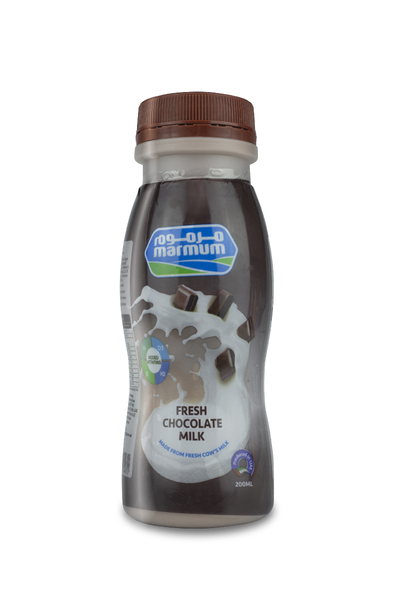 مرموم
marmum
FRESH
CHOCOLATE
MILK
MADE FROM FRESH COW'S MILK
200ML